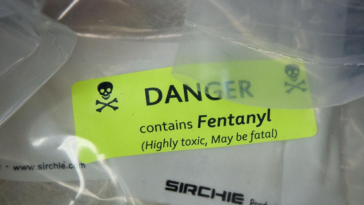 DANGER
contains Fentanyl
(Highly toxic, May be fatal)
www.sirchie.com
SIRCHIE